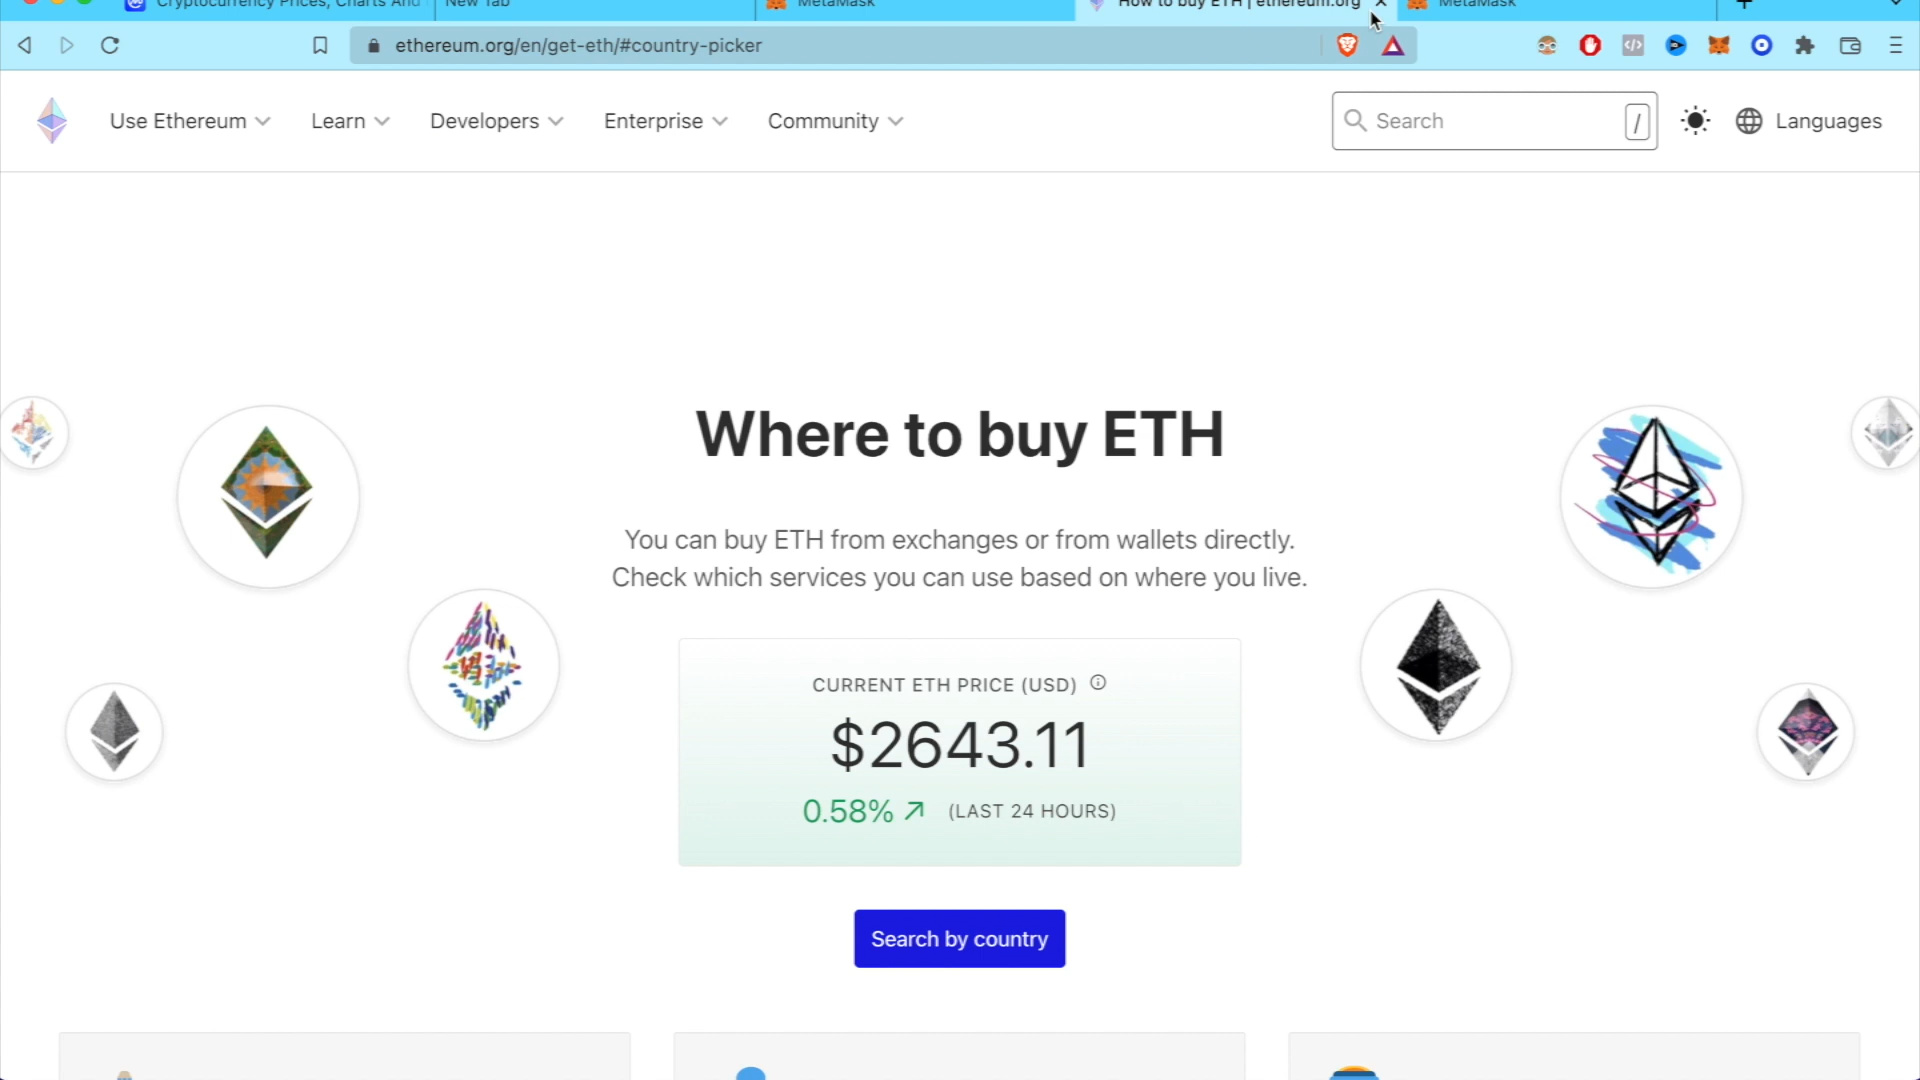 Cryptocurrency Prices, Charts And
New Tab
MetaMask
How to buy ETH | ethereum.org
MetaMask
ethereum.org/en/get-eth/#country-picker
Use Ethereum
Learn
Developers
Enterprise
Community
Search
/
Languages
Where to buy ETH
You can buy ETH from exchanges or from wallets directly.
Check which services you can use based on where you live.
CURRENT ETH PRICE (USD)
$2643.11
0.58% (LAST 24 HOURS)
Search by country